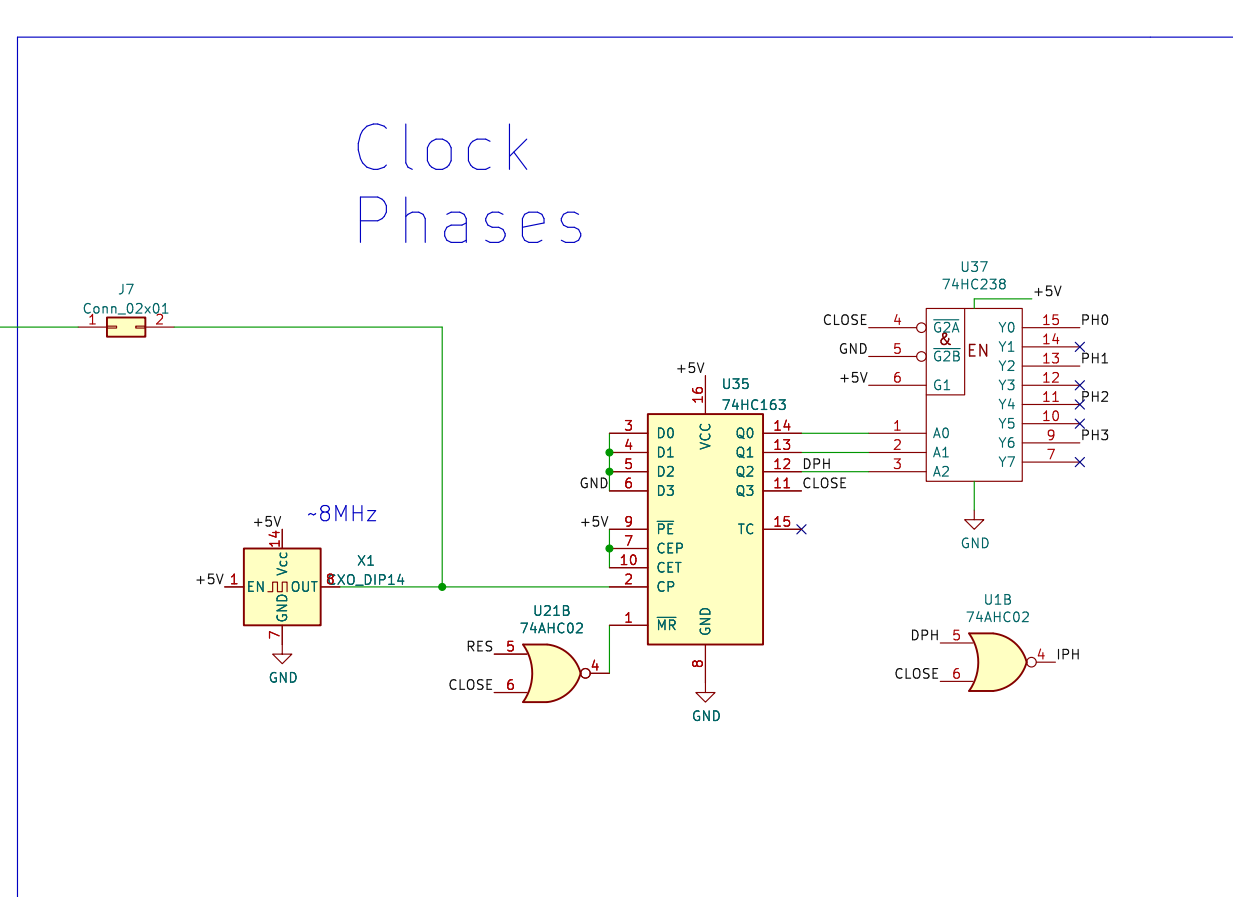 Clock
Phases
J7
Conn_02x01
1 2
U37
74HC238
+5V
CLOSE 4 G2A
&
GND 5 G2B
EN
+5V 6 G1
1 A0
2 A1
3 A2
Y0 15 PH0
Y1 14
Y2 13 PH1
Y3 12
Y4 11 PH2
Y5 10
Y6 9 PH3
Y7 7
GND
+5V
16
VCC
U35
74HC163
3 D0
4 D1
5 D2
GND 6 D3
+5V 9 PE
7 CEP
10 CET
2 CP
1 MR
Q0 14
Q1 13
Q2 12 DPH
Q3 11 CLOSE
TC 15
GND
8
GND
~8MHz
+5V
14
Vcc
X1
CXO_DIP14
+5V 1 EN OUT 8
GND
7
GND
U21B
74AHC02
RES 5
CLOSE 6
4
U1B
74AHC02
DPH 5
CLOSE 6
4 IPH